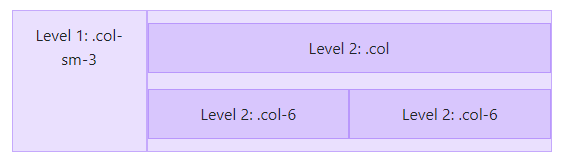 Level 1: .col-
sm-3
Level 2: .col
Level 2: .col-6
Level 2: .col-6